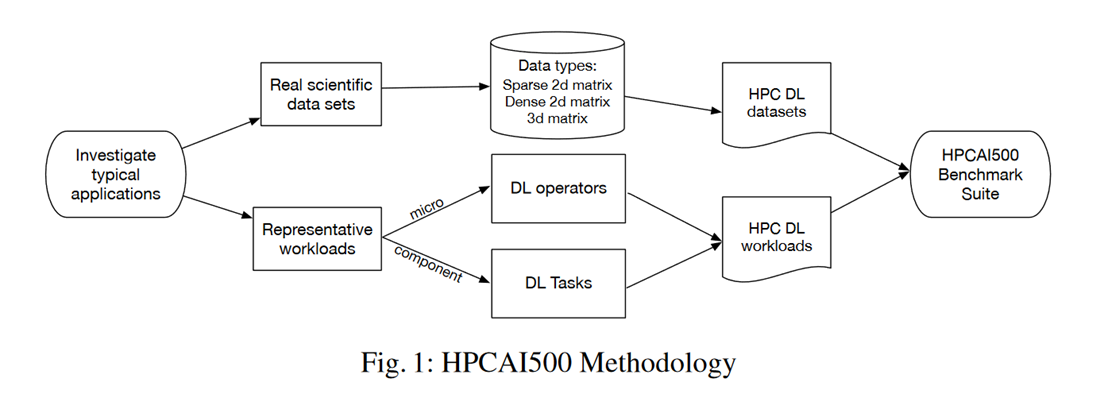 Investigate
typical
applications
Real scientific
data sets
Data types:
Sparse 2d matrix
Dense 2d matrix
3d matrix
HPC DL
datasets
Representative
workloads
micro
component
DL operators
DL Tasks
HPC DL
workloads
HPCAI500
Benchmark
Suite
Fig. 1: HPCAI500 Methodology